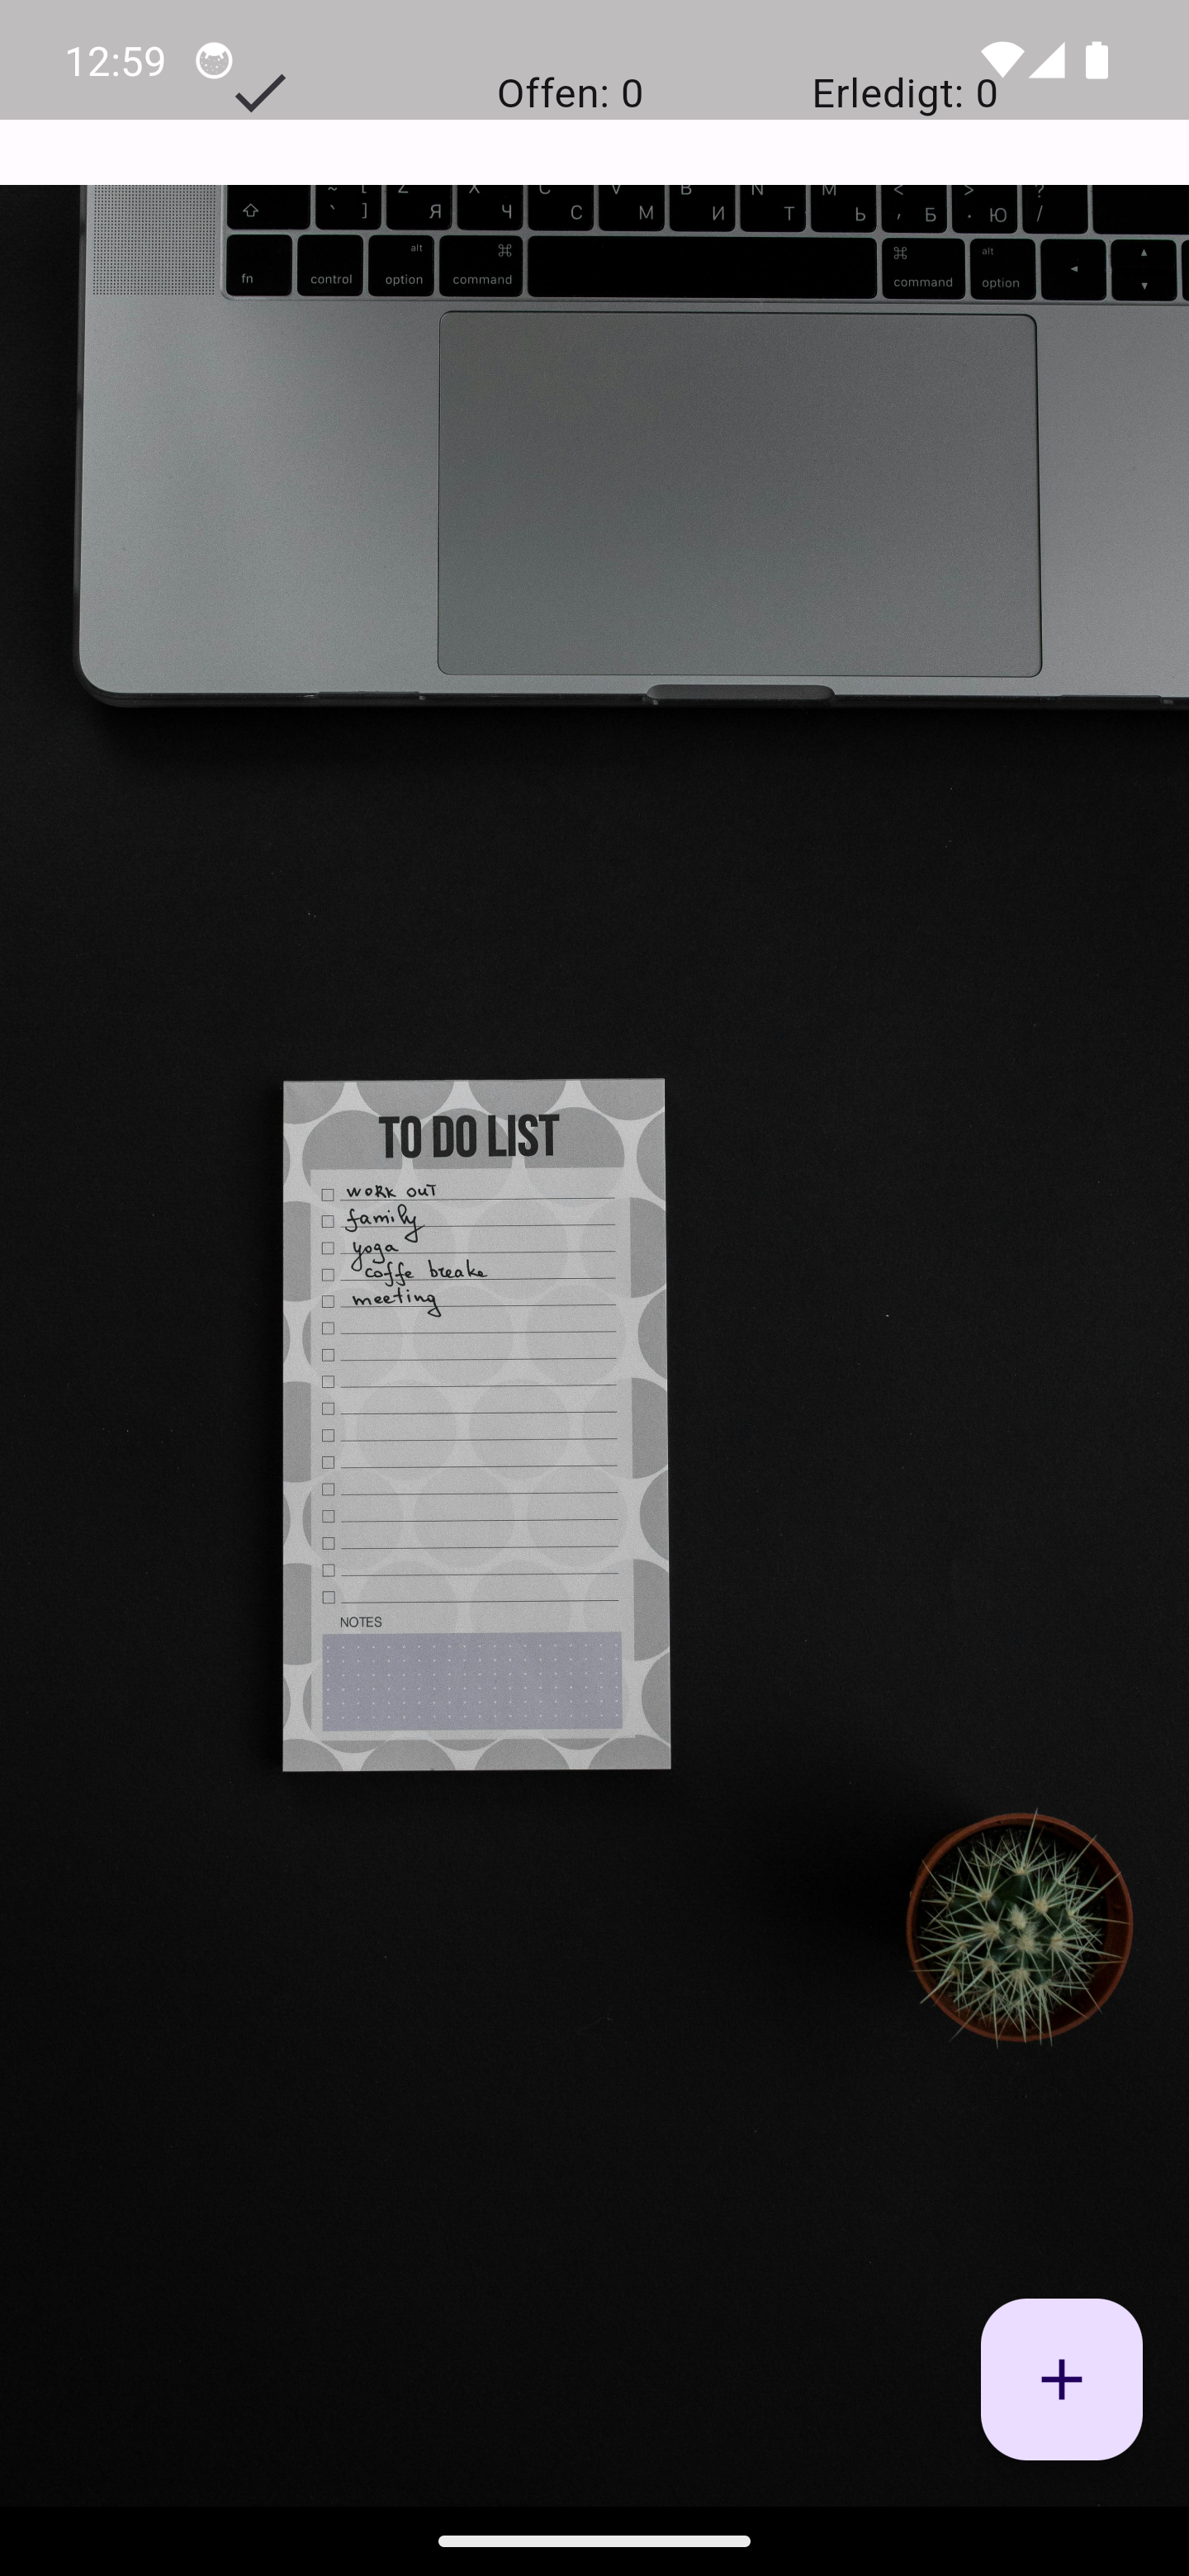 12:59
Offen: 0 Erledigt: 0
~ [ Z X C V B N M < > ?
` ] Я Ч С М И Т Ь , Б . Ю /
alt ⌘ ⌘ alt
fn control option command command option
TO DO LIST
work out
family
yoga
coffe breake
meeting
NOTES
+